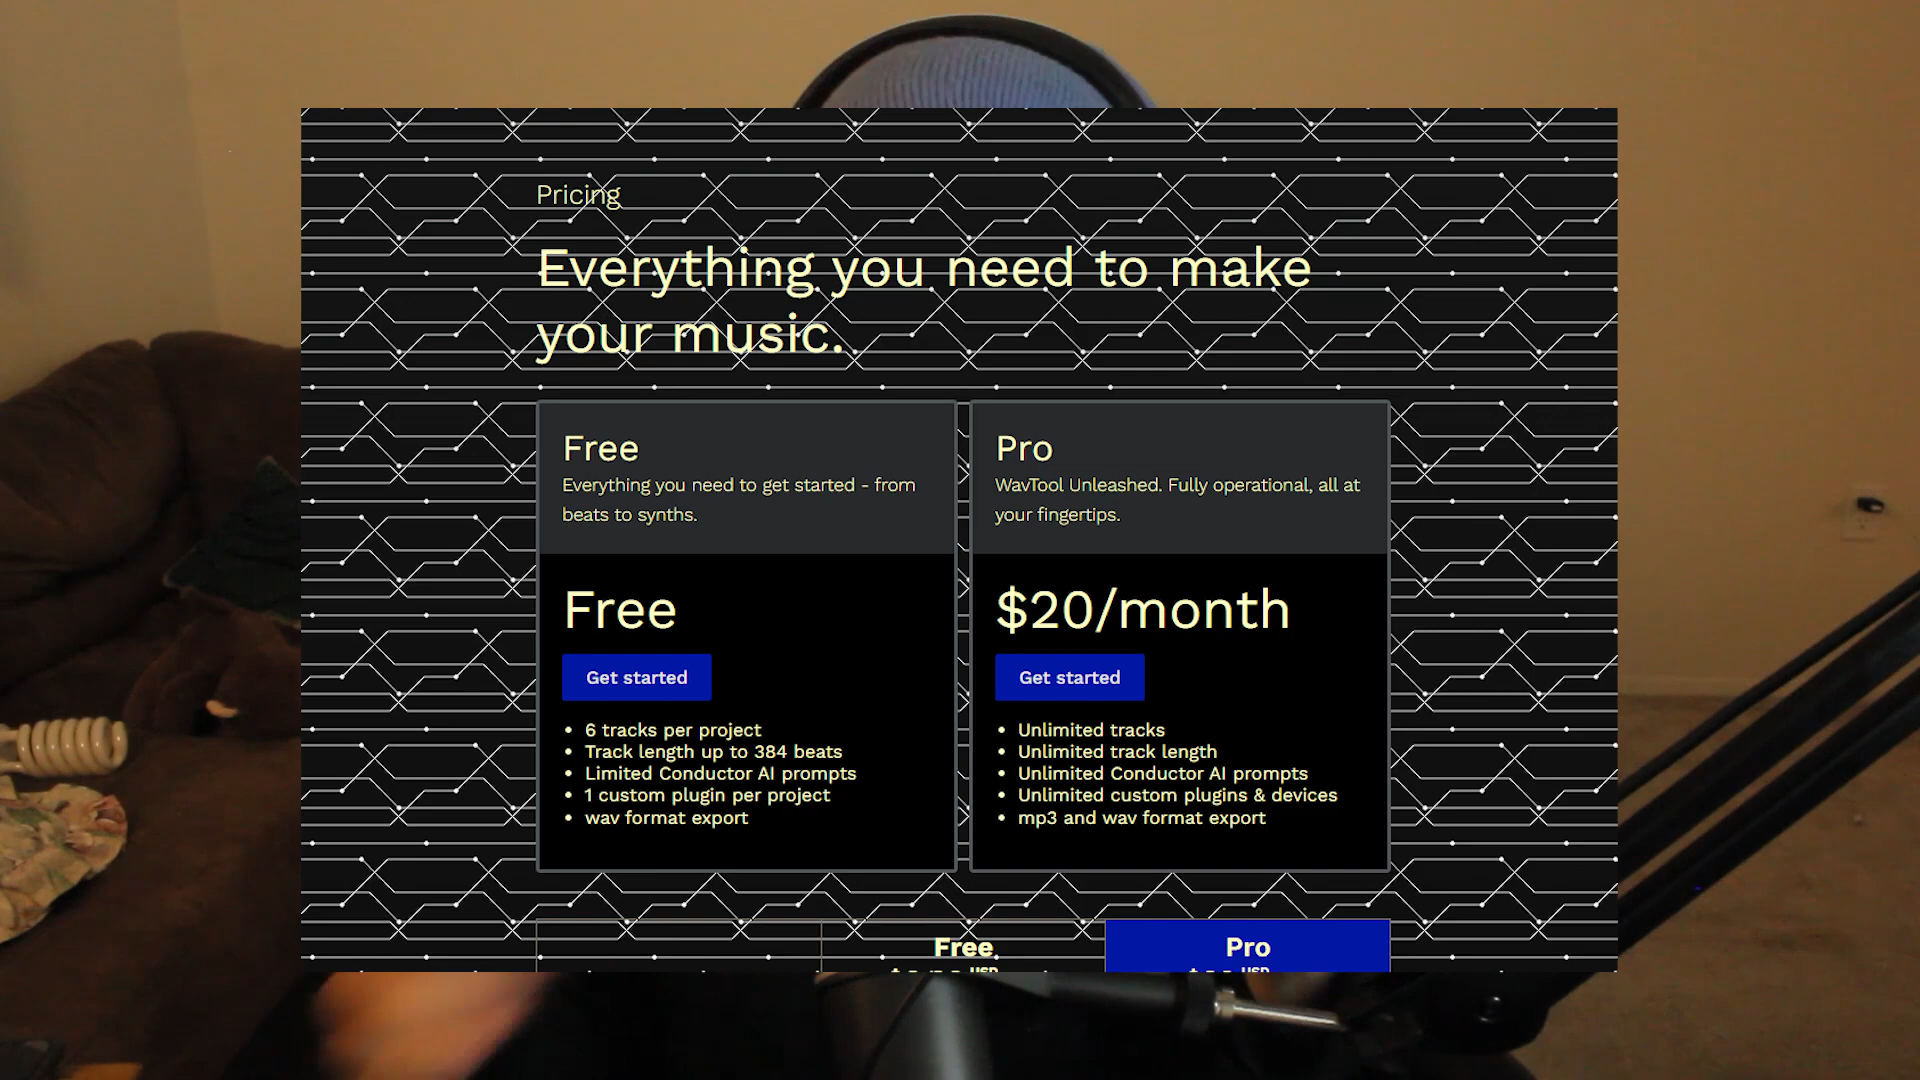 Pricing
Everything you need to make
your music.
Free
Everything you need to get started - from
beats to synths.
Free
Get started
• 6 tracks per project
• Track length up to 384 beats
• Limited Conductor AI prompts
• 1 custom plugin per project
• wav format export
Pro
WavTool Unleashed. Fully operational, all at
your fingertips.
$20/month
Get started
• Unlimited tracks
• Unlimited track length
• Unlimited Conductor AI prompts
• Unlimited custom plugins & devices
• mp3 and wav format export
Free
Pro